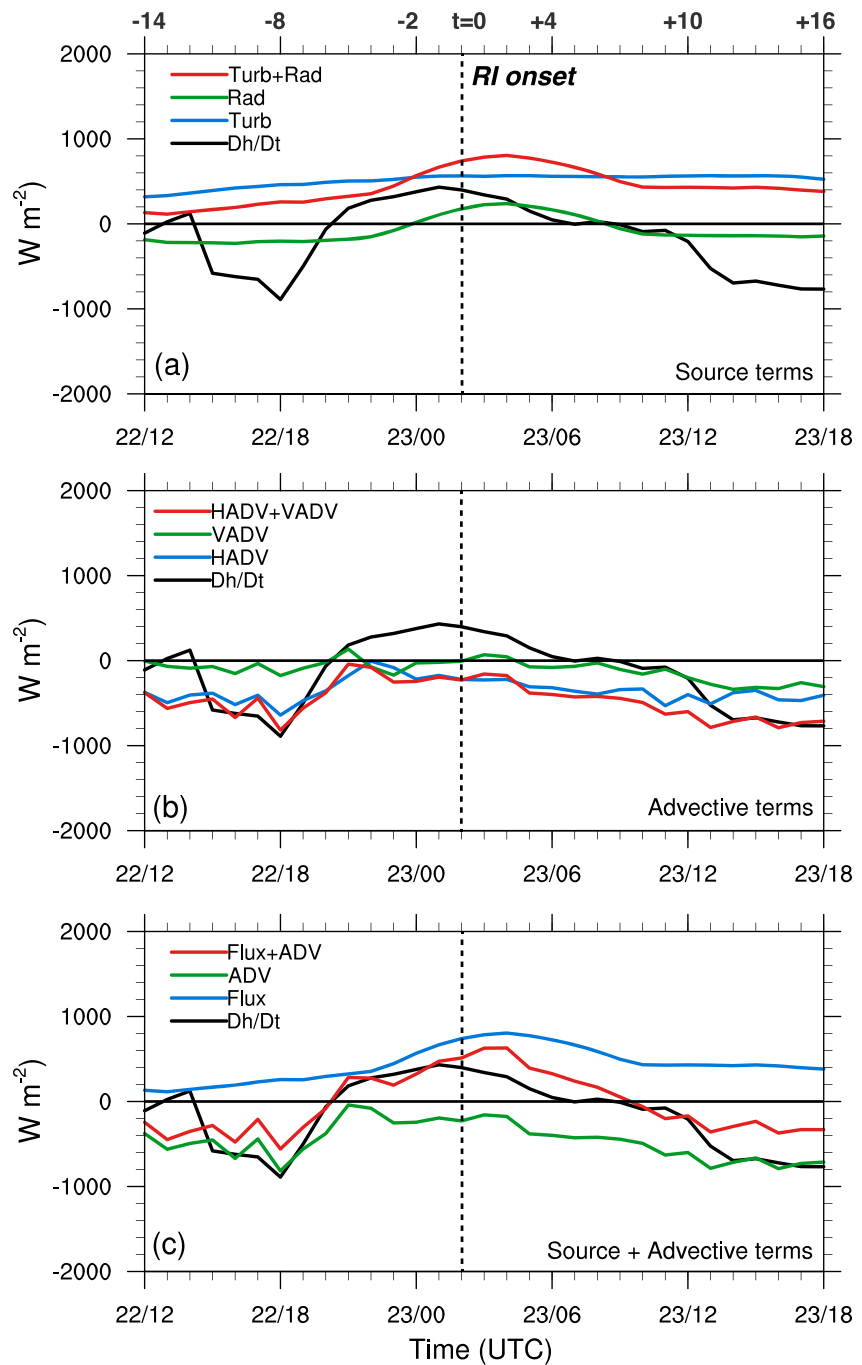 -14 -8 -2 t=0 +4 +10 +16
2000
Turb+Rad
RI onset
Rad
Turb
1000
Dh/Dt
W m-2
0
-1000
(a)
Source terms
-2000
22/12 22/18 23/00 23/06 23/12 23/18
2000
HADV+VADV
VADV
HADV
1000
Dh/Dt
W m-2
0
-1000
(b)
Advective terms
-2000
22/12 22/18 23/00 23/06 23/12 23/18
2000
Flux+ADV
ADV
Flux
1000
Dh/Dt
W m-2
0
-1000
(c)
Source + Advective terms
-2000
22/12 22/18 23/00 23/06 23/12 23/18
Time (UTC)